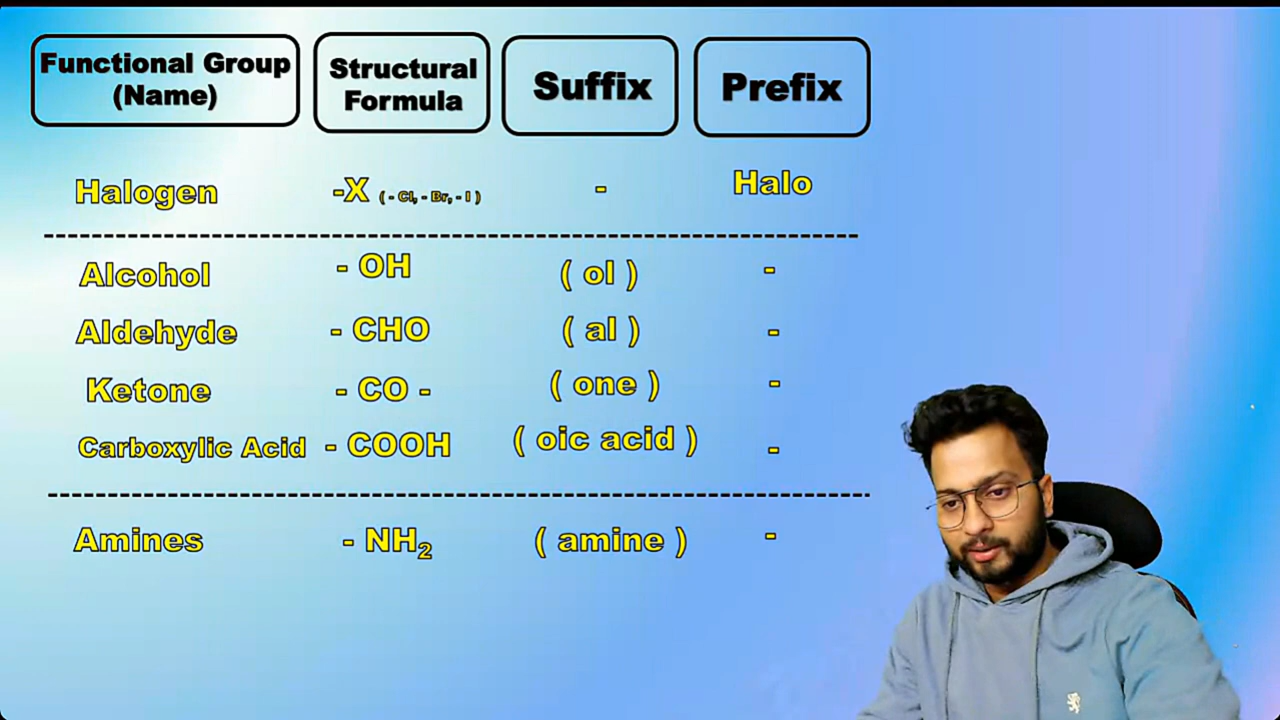 Functional Group
(Name)
Structural
Formula
Suffix
Prefix
Halogen -X ( - Cl, - Br, - I ) - Halo
Alcohol - OH ( ol ) -
Aldehyde - CHO ( al ) -
Ketone - CO - ( one ) -
Carboxylic Acid - COOH ( oic acid ) -
Amines - NH₂ ( amine ) -